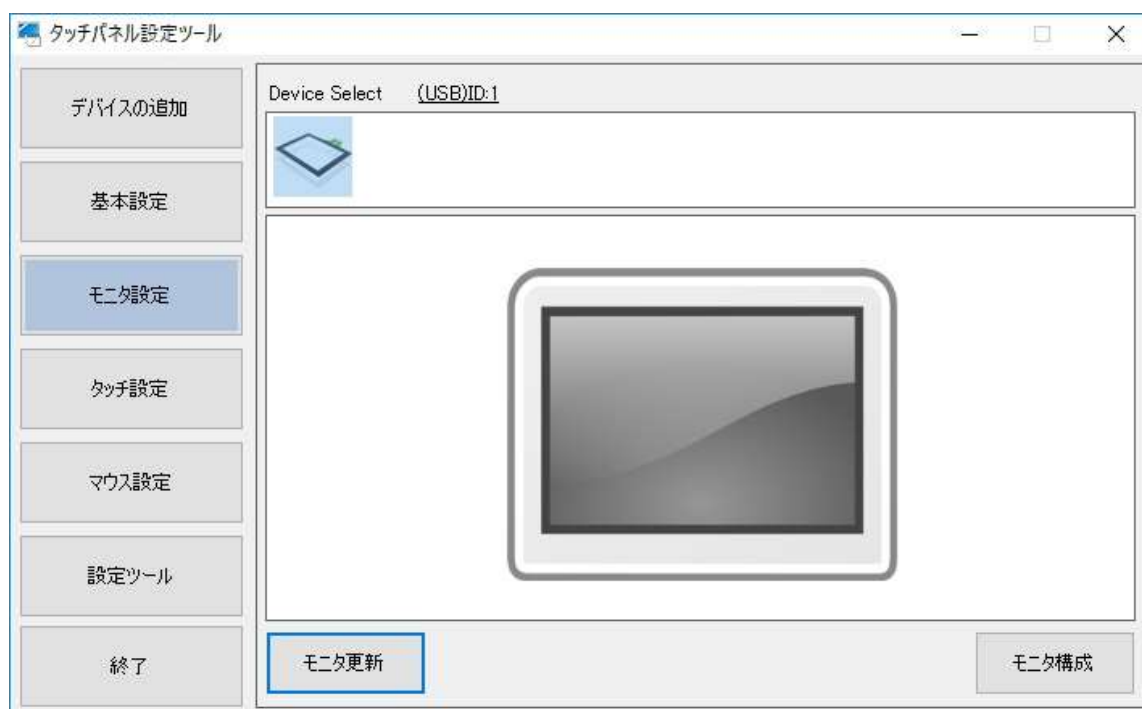 タッチパネル設定ツール
デバイスの追加
基本設定
モニタ設定
タッチ設定
マウス設定
設定ツール
終了
Device Select (USB)ID:1
モニタ更新
モニタ構成